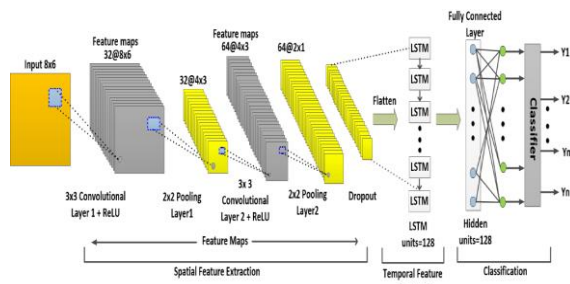 Input 8x6
Feature maps
32@8x6
32@4x3
Feature maps
64@4x3
64@2x1
Flatten
LSTM
LSTM
LSTM
LSTM
LSTM
Fully Connected
Layer
Classifier
Y1
Y2
Yn
Yn
3x3 Convolutional
Layer 1 + ReLU
2x2 Pooling
Layer1
3x 3
Convolutional
Layer 2 + ReLU
2x2 Pooling
Layer2
Dropout
LSTM
units=128
Hidden
units=128
Feature Maps
Spatial Feature Extraction
Temporal Feature
Classification